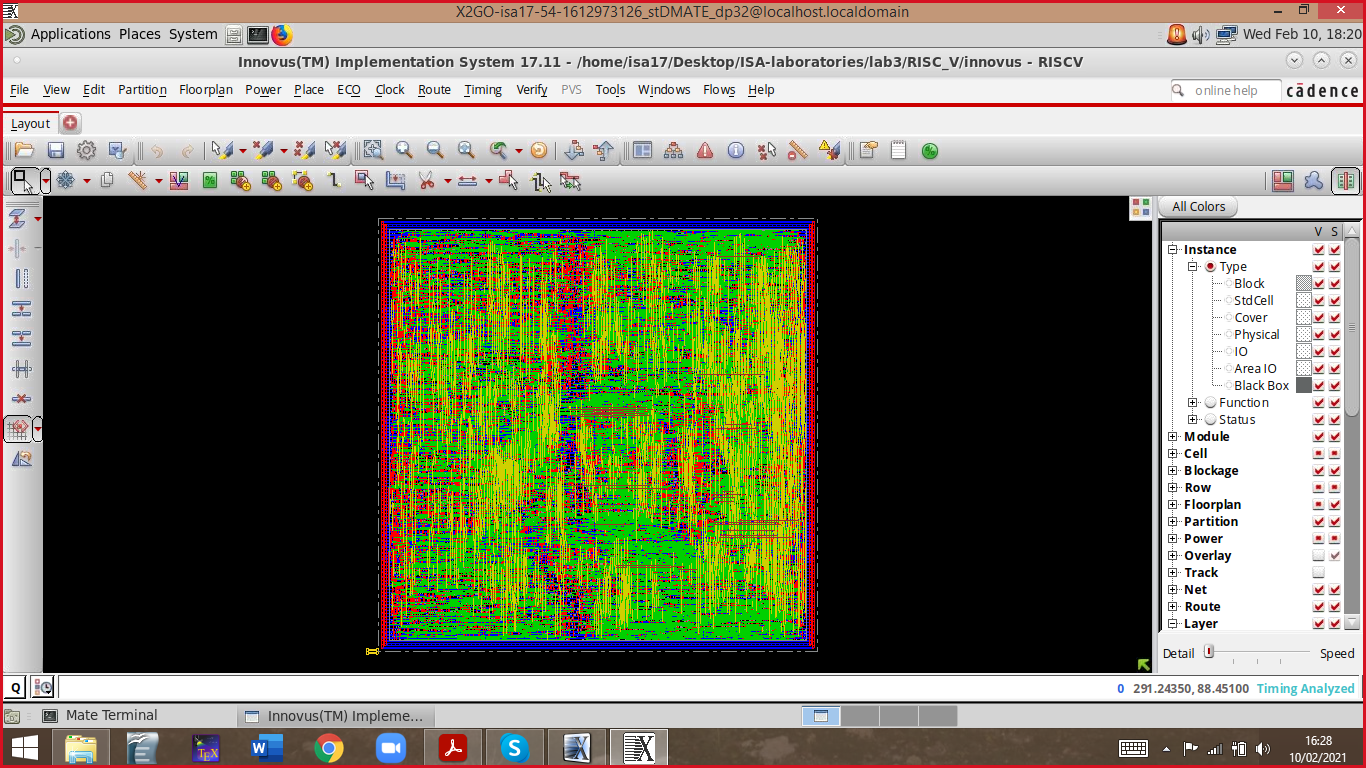 X2GO-isa17-54-1612973126_stDMATE_dp32@localhost.localdomain
Applications Places System
Wed Feb 10, 18:20
Innovus(TM) Implementation System 17.11 - /home/isa17/Desktop/ISA-laboratories/lab3/RISC_V/innovus - RISCV
File View Edit Partition Floorplan Power Place ECO Clock Route Timing Verify PVS Tools Windows Flows Help
online help
cādence
Layout
All Colors
V S
Instance
Type
Block
StdCell
Cover
Physical
IO
Area IO
Black Box
Function
Status
Module
Cell
Blockage
Row
Floorplan
Partition
Power
Overlay
Track
Net
Route
Layer
Detail Speed
Q
0 291.24350, 88.45100 Timing Analyzed
Mate Terminal
Innovus(TM) Impleme...
TEX
W
S
X
X
16:28
10/02/2021